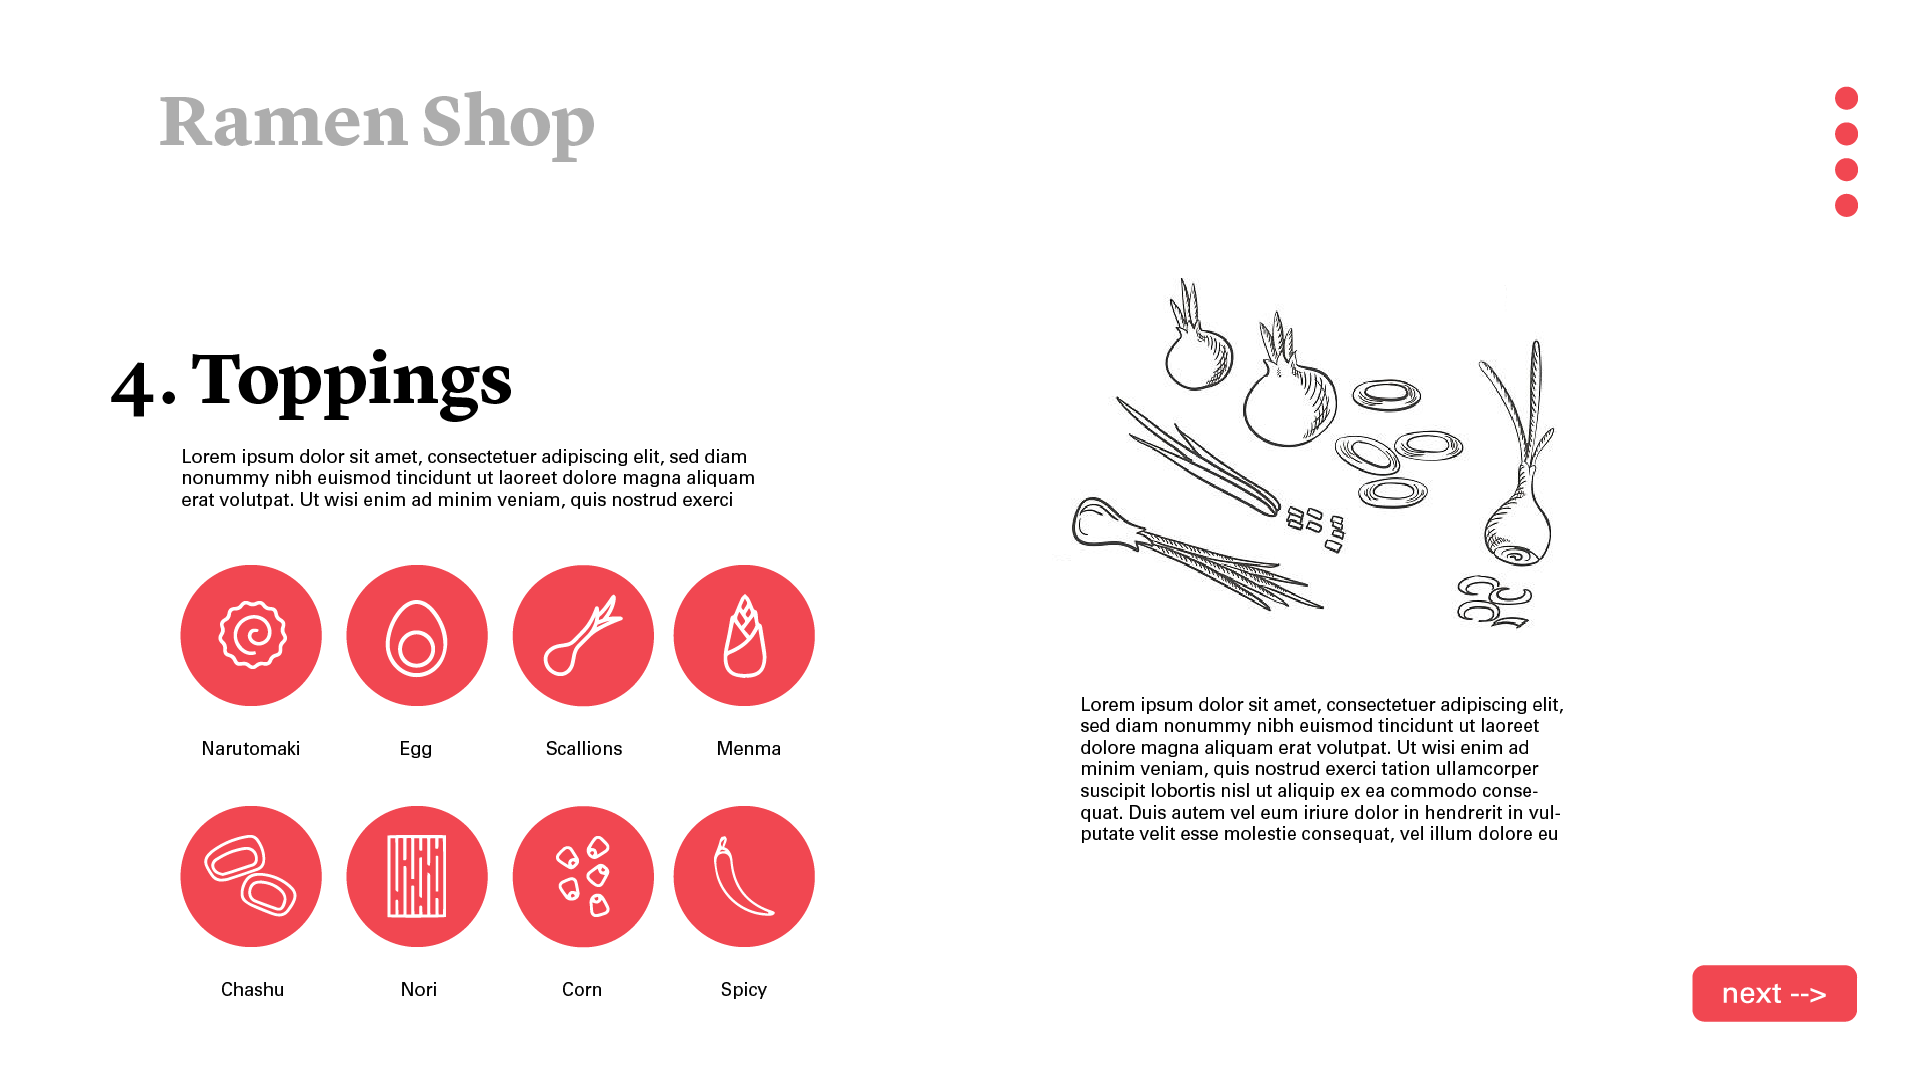 Ramen Shop
4. Toppings
Lorem ipsum dolor sit amet, consectetuer adipiscing elit, sed diam
nonummy nibh euismod tincidunt ut laoreet dolore magna aliquam
erat volutpat. Ut wisi enim ad minim veniam, quis nostrud exerci
Narutomaki
Egg
Scallions
Menma
Chashu
Nori
Corn
Spicy
Lorem ipsum dolor sit amet, consectetuer adipiscing elit,
sed diam nonummy nibh euismod tincidunt ut laoreet
dolore magna aliquam erat volutpat. Ut wisi enim ad
minim veniam, quis nostrud exerci tation ullamcorper
suscipit lobortis nisl ut aliquip ex ea commodo conse-
quat. Duis autem vel eum iriure dolor in hendrerit in vul-
putate velit esse molestie consequat, vel illum dolore eu
next -->